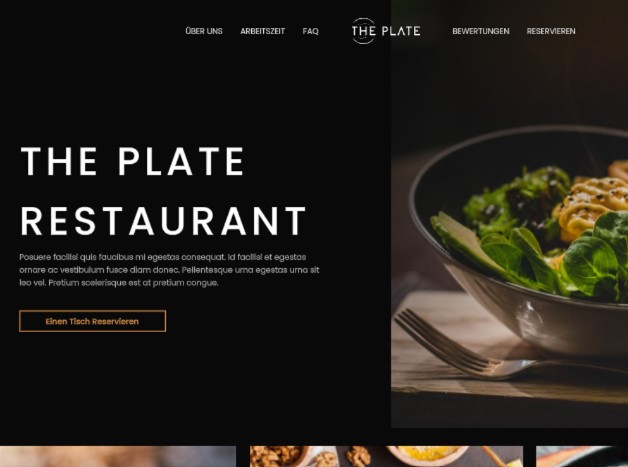 ÜBER UNS ARBEITSZEIT FAQ THE PLATE BEWERTUNGEN RESERVIEREN
THE PLATE
RESTAURANT
Posuere facilisi quis faucibus mi egestas consequat. Id facilisi et egestas
ornare ac vestibulum fusce diam donec. Pellentesque urna egestas urna sit
leo vel. Pretium scelerisque est at pretium congue.
Einen Tisch Reservieren